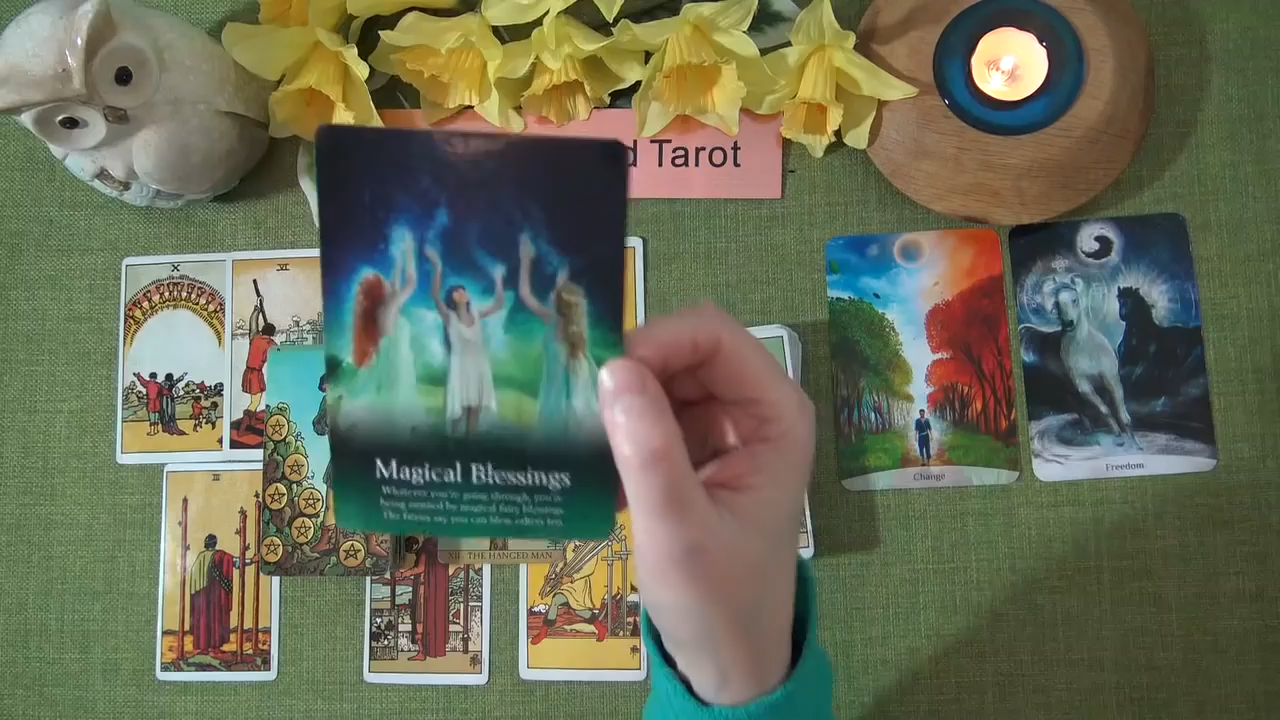 d Tarot
X
VI
Magical Blessings
Whatever you're going through, you're
being assisted by magical fairy blessings.
The fairies say you can bless others too.
Change
Freedom
III
XII. THE HANGED MAN